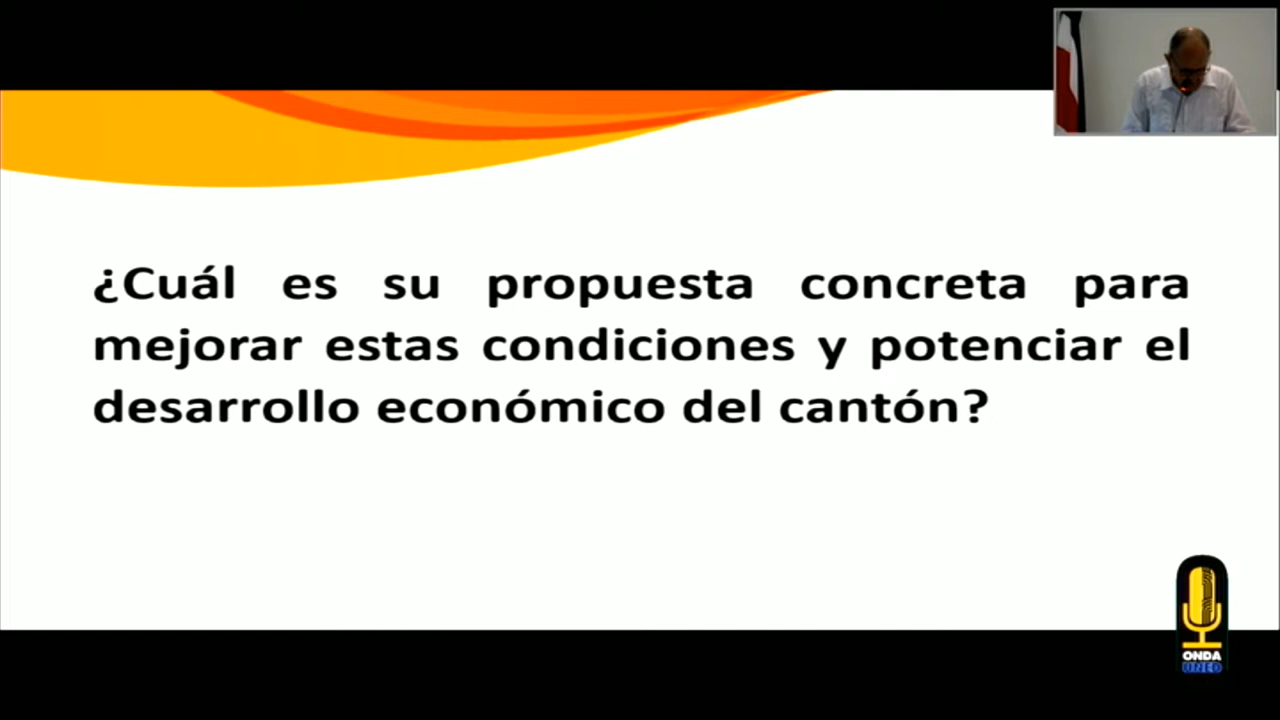 ¿Cuál es su propuesta concreta para
mejorar estas condiciones y potenciar el
desarrollo económico del cantón?
ONDA
UNED